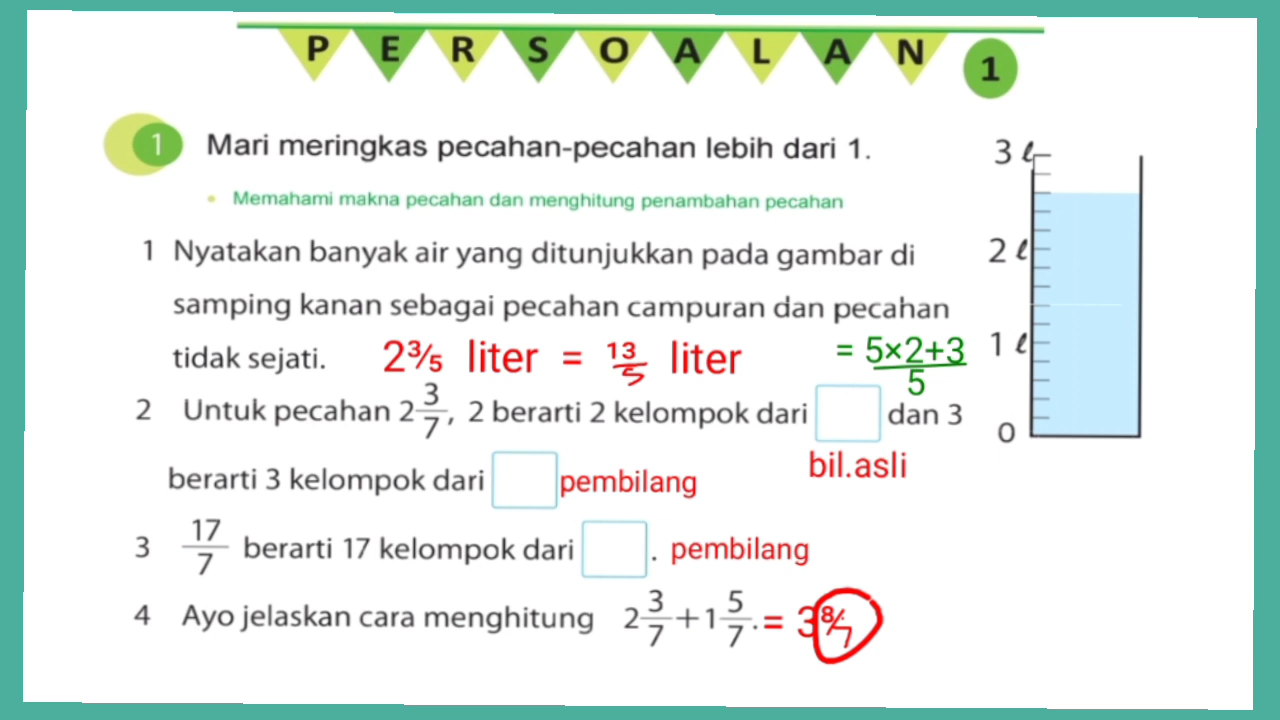 PERSOALAN 1
1 Mari meringkas pecahan-pecahan lebih dari 1.
• Memahami makna pecahan dan menghitung penambahan pecahan
1 Nyatakan banyak air yang ditunjukkan pada gambar di
samping kanan sebagai pecahan campuran dan pecahan
tidak sejati. 2⅗ liter = 13/5 liter = 5×2+3/5
2 Untuk pecahan 2 3/7, 2 berarti 2 kelompok dari dan 3
bil.asli
berarti 3 kelompok dari pembilang
3 17/7 berarti 17 kelompok dari . pembilang
4 Ayo jelaskan cara menghitung 2 3/7 + 1 5/7. = 3 8/7
3 ℓ
2 ℓ
1 ℓ
0